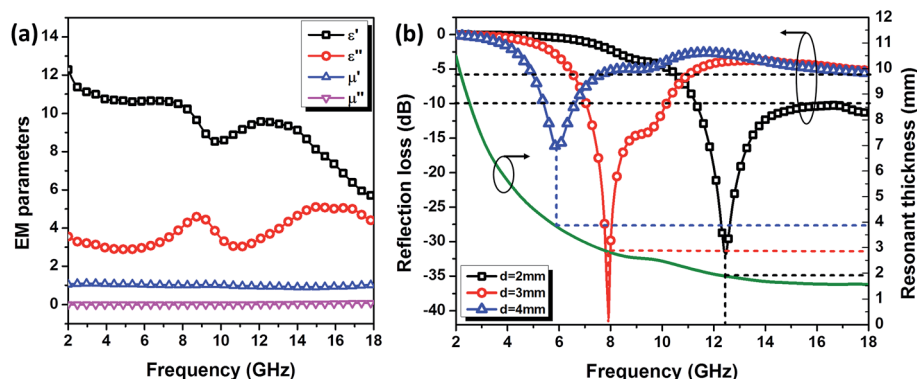 (a)
EM parameters
14
12
10
8
6
4
2
0
ε'
ε''
μ'
μ''
2 4 6 8 10 12 14 16 18
Frequency (GHz)
(b)
Reflection loss (dB)
0
-5
-10
-15
-20
-25
-30
-35
-40
d=2mm
d=3mm
d=4mm
2 4 6 8 10 12 14 16 18
Frequency (GHz)
12
11
10
9
8
7
6
5
4
3
2
1
0
Resonant thickness (mm)